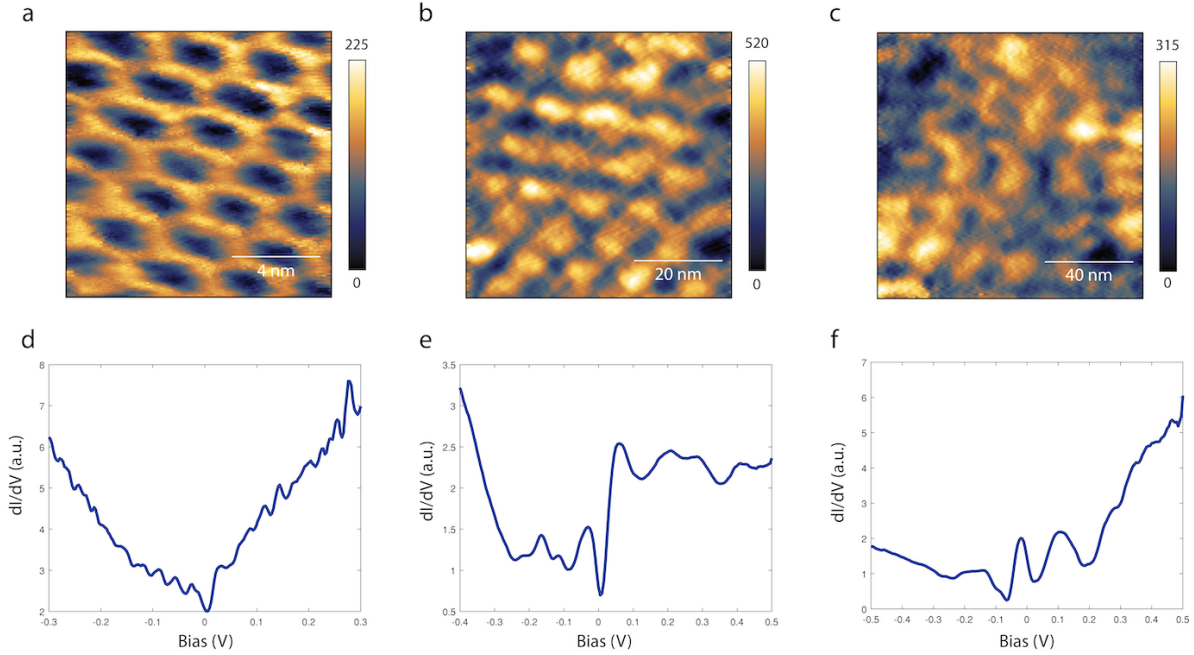 a
225
4 nm
0
b
520
20 nm
0
c
315
40 nm
0
d
8
7
6
5
4
3
2
-0.3 -0.2 -0.1 0.0 0.1 0.2 0.3
dI/dV (a.u.)
Bias (V)
e
3.5
3
2.5
2
1.5
1
0.5
-0.4 -0.3 -0.2 -0.1 0 0.1 0.2 0.3 0.4 0.5
dI/dV (a.u.)
Bias (V)
f
7
6
5
4
3
2
1
0
-0.5 -0.4 -0.3 -0.2 -0.1 0 0.1 0.2 0.3 0.4 0.5
dI/dV (a.u.)
Bias (V)